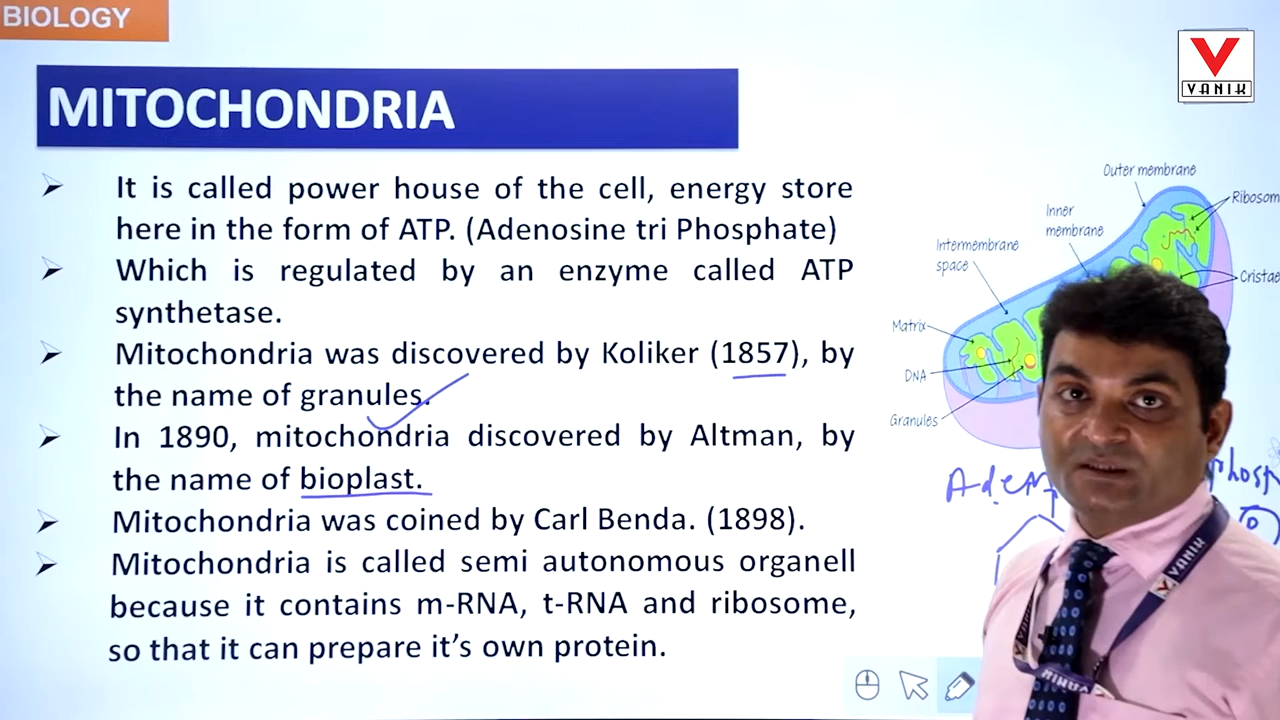 BIOLOGY
VANIK
MITOCHONDRIA
It is called power house of the cell, energy store
here in the form of ATP. (Adenosine tri Phosphate)
Which is regulated by an enzyme called ATP
synthetase.
Mitochondria was discovered by Koliker (1857), by
the name of granules.
In 1890, mitochondria discovered by Altman, by
the name of bioplast.
Mitochondria was coined by Carl Benda. (1898).
Mitochondria is called semi autonomous organell
because it contains m-RNA, t-RNA and ribosome,
so that it can prepare it's own protein.
Outer membrane
Ribosom
Inner
membrane
Intermembrane
space
Cristae
Matrix
DNA
Granules
VANIK